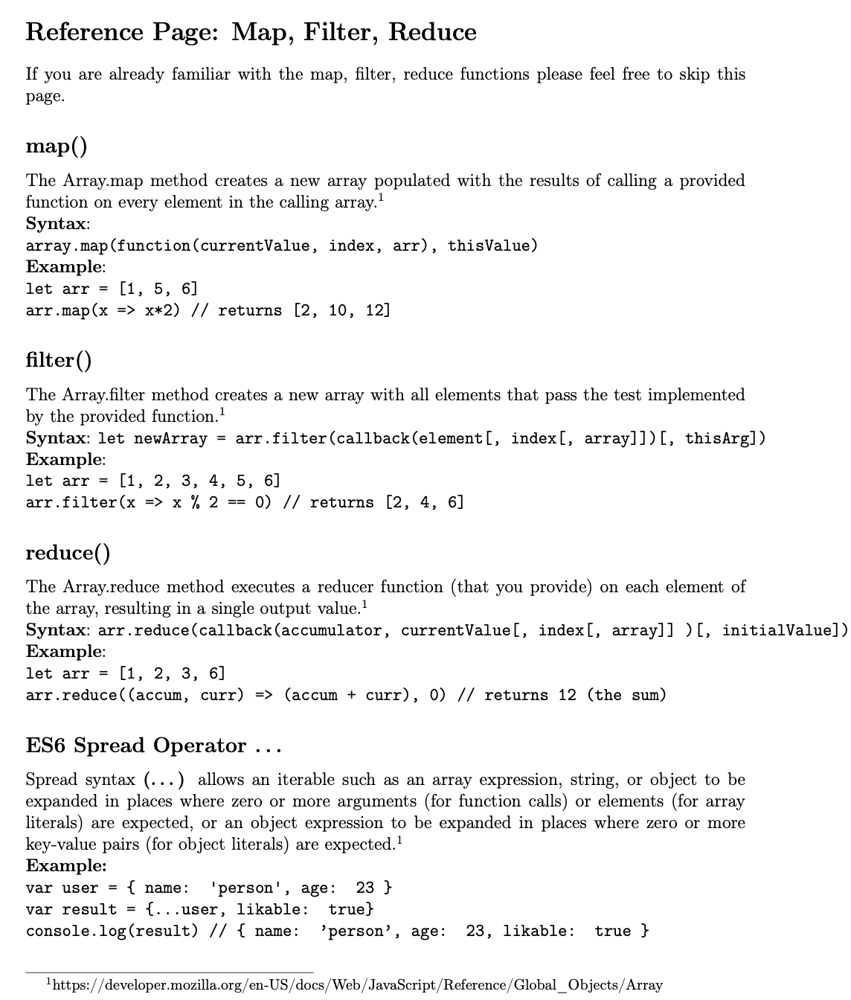 Reference Page: Map, Filter, Reduce
If you are already familiar with the map, filter, reduce functions please feel free to skip this
page.
map()
The Array.map method creates a new array populated with the results of calling a provided
function on every element in the calling array.¹
Syntax:
array.map(function(currentValue, index, arr), thisValue)
Example:
let arr = [1, 5, 6]
arr.map(x => x*2) // returns [2, 10, 12]
filter()
The Array.filter method creates a new array with all elements that pass the test implemented
by the provided function.¹
Syntax: let newArray = arr.filter(callback(element[, index[, array]])[, thisArg])
Example:
let arr = [1, 2, 3, 4, 5, 6]
arr.filter(x => x % 2 == 0) // returns [2, 4, 6]
reduce()
The Array.reduce method executes a reducer function (that you provide) on each element of
the array, resulting in a single output value.¹
Syntax: arr.reduce(callback(accumulator, currentValue[, index[, array]] )[, initialValue])
Example:
let arr = [1, 2, 3, 6]
arr.reduce((accum, curr) => (accum + curr), 0) // returns 12 (the sum)
ES6 Spread Operator ...
Spread syntax (...) allows an iterable such as an array expression, string, or object to be
expanded in places where zero or more arguments (for function calls) or elements (for array
literals) are expected, or an object expression to be expanded in places where zero or more
key-value pairs (for object literals) are expected.¹
Example:
var user = { name: 'person', age: 23 }
var result = {...user, likable: true}
console.log(result) // { name: ’person’, age: 23, likable: true }
¹https://developer.mozilla.org/en-US/docs/Web/JavaScript/Reference/Global_Objects/Array